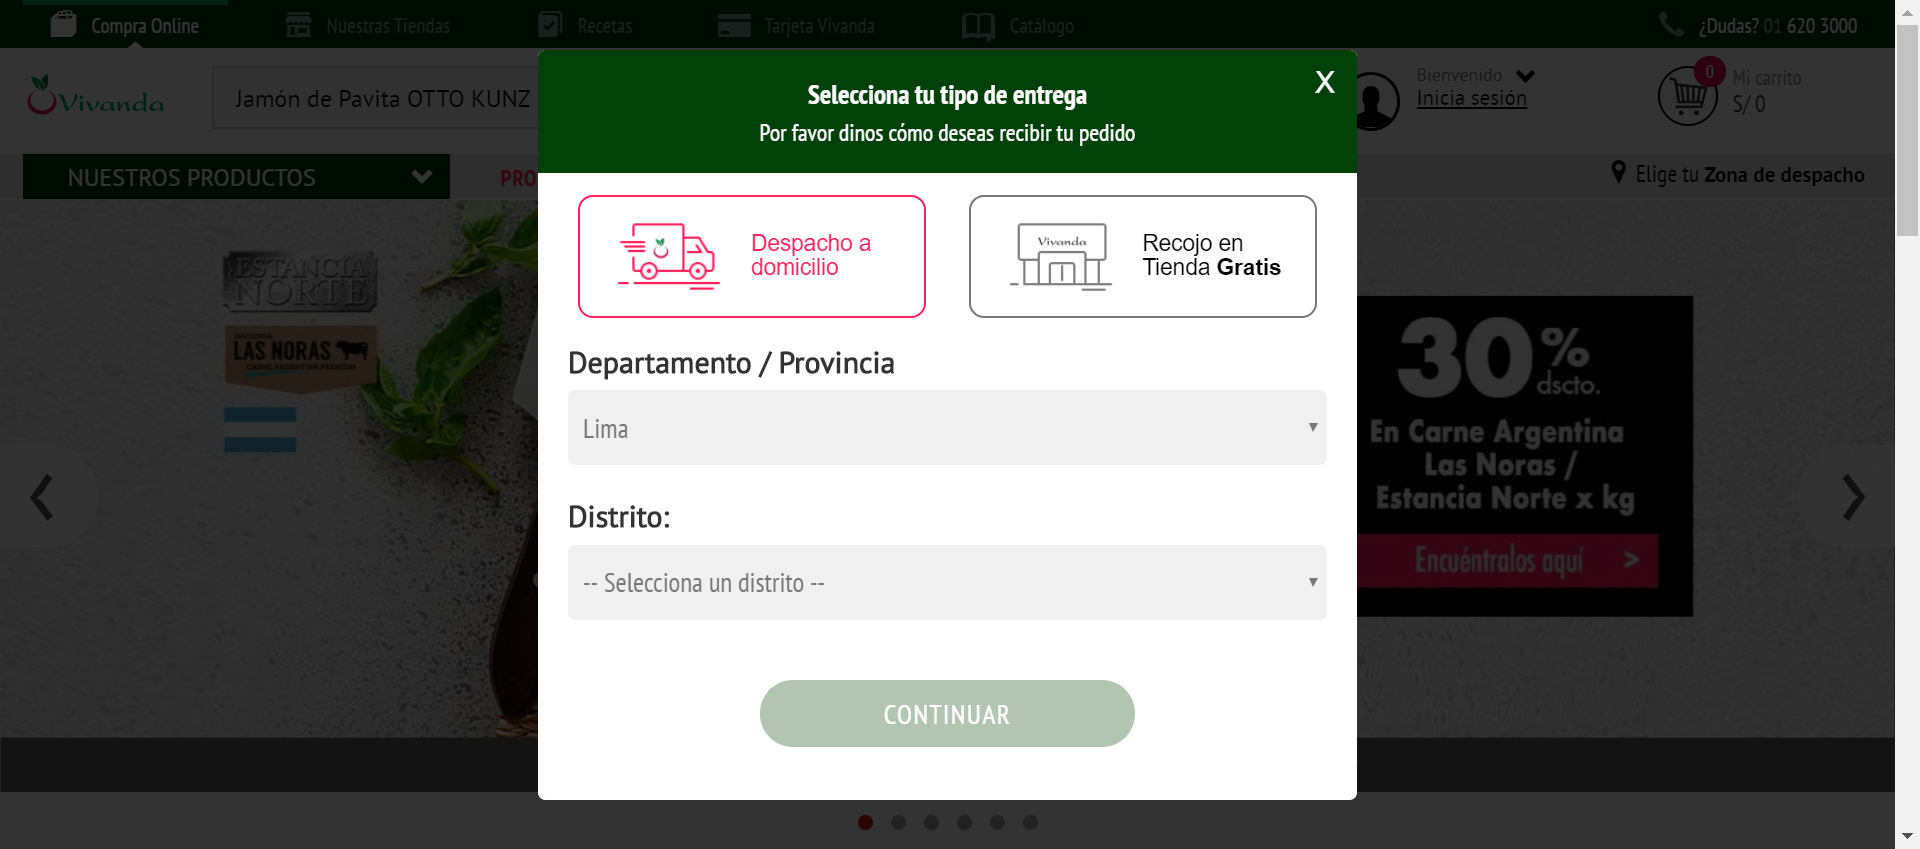 Compra Online
Nuestras Tiendas
Recetas
Tarjeta Vivanda
Catálogo
¿Dudas? 01 620 3000
Vivanda
Jamón de Pavita OTTO KUNZ
Bienvenido
Inicia sesión
0
Mi carrito
S/ 0
NUESTROS PRODUCTOS
PRO
Elige tu Zona de despacho
Selecciona tu tipo de entrega
X
Por favor dinos cómo deseas recibir tu pedido
Despacho a
domicilio
Vivanda
Recojo en
Tienda Gratis
Departamento / Provincia
Lima
Distrito:
-- Selecciona un distrito --
CONTINUAR
ESTANCIA
NORTE
HACIENDA
LAS NORAS
CARNE ARGENTINA PREMIUM
30%
dscto.
En Carne Argentina
Las Noras /
Estancia Norte x kg
Encuéntralos aquí >